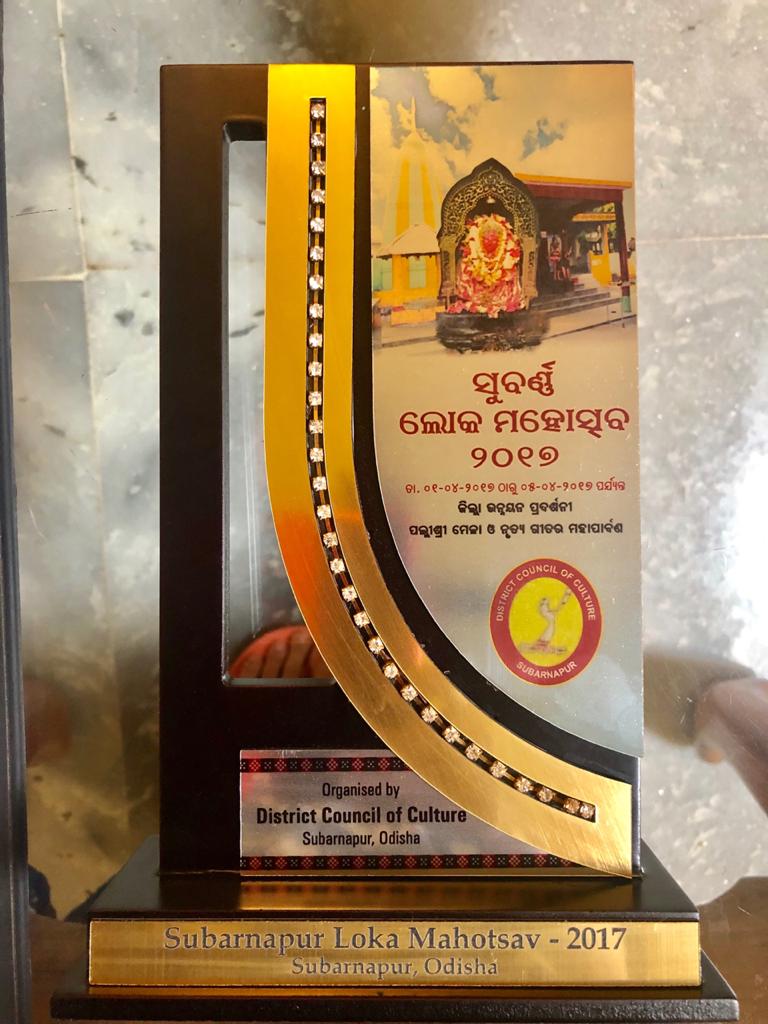 ସୁବର୍ଣ୍ଣ
ଲୋକ ମହୋତ୍ସବ
୨୦୧୭
ତା. ୦୧-୦୪-୨୦୧୭ ଠାରୁ ୦୫-୦୪-୨୦୧୭ ପର୍ଯ୍ୟନ୍ତ
ଜିଲ୍ଲା ଉନ୍ନୟନ ପ୍ରଦର୍ଶନୀ
ପଲ୍ଲୀଶ୍ରୀ ମେଳା ଓ ନୃତ୍ୟ ଗୀତର ମହାପାର୍ବଣ
DISTRICT COUNCIL OF CULTURE
SUBARNAPUR
Organised by
District Council of Culture
Subarnapur, Odisha
Subarnapur Loka Mahotsav - 2017
Subarnapur, Odisha